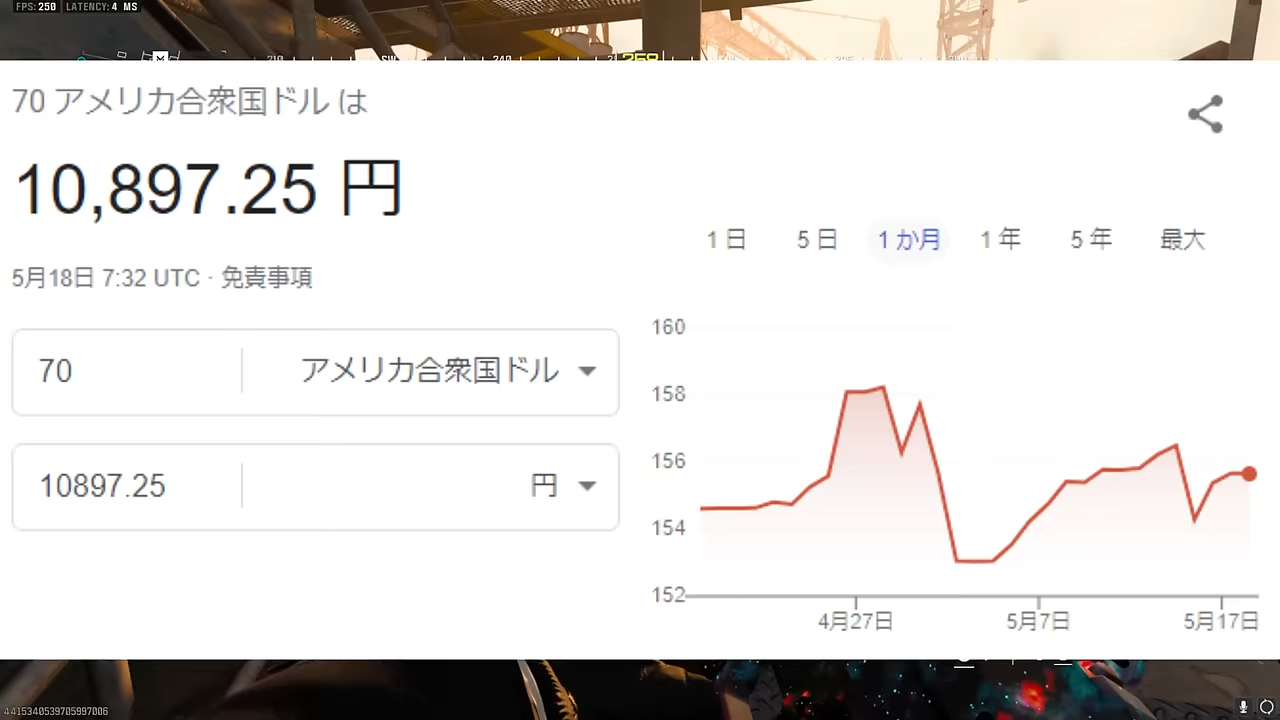 FPS: 250 LATENCY: 4 MS
210 SW 240 258
70 アメリカ合衆国ドル は
10,897.25 円
5月18日 7:32 UTC · 免責事項
1 日 5 日 1 か月 1 年 5 年 最大
70 アメリカ合衆国ドル
10897.25 円
160
158
156
154
152
4月27日 5月7日 5月17日
4415340539705997006